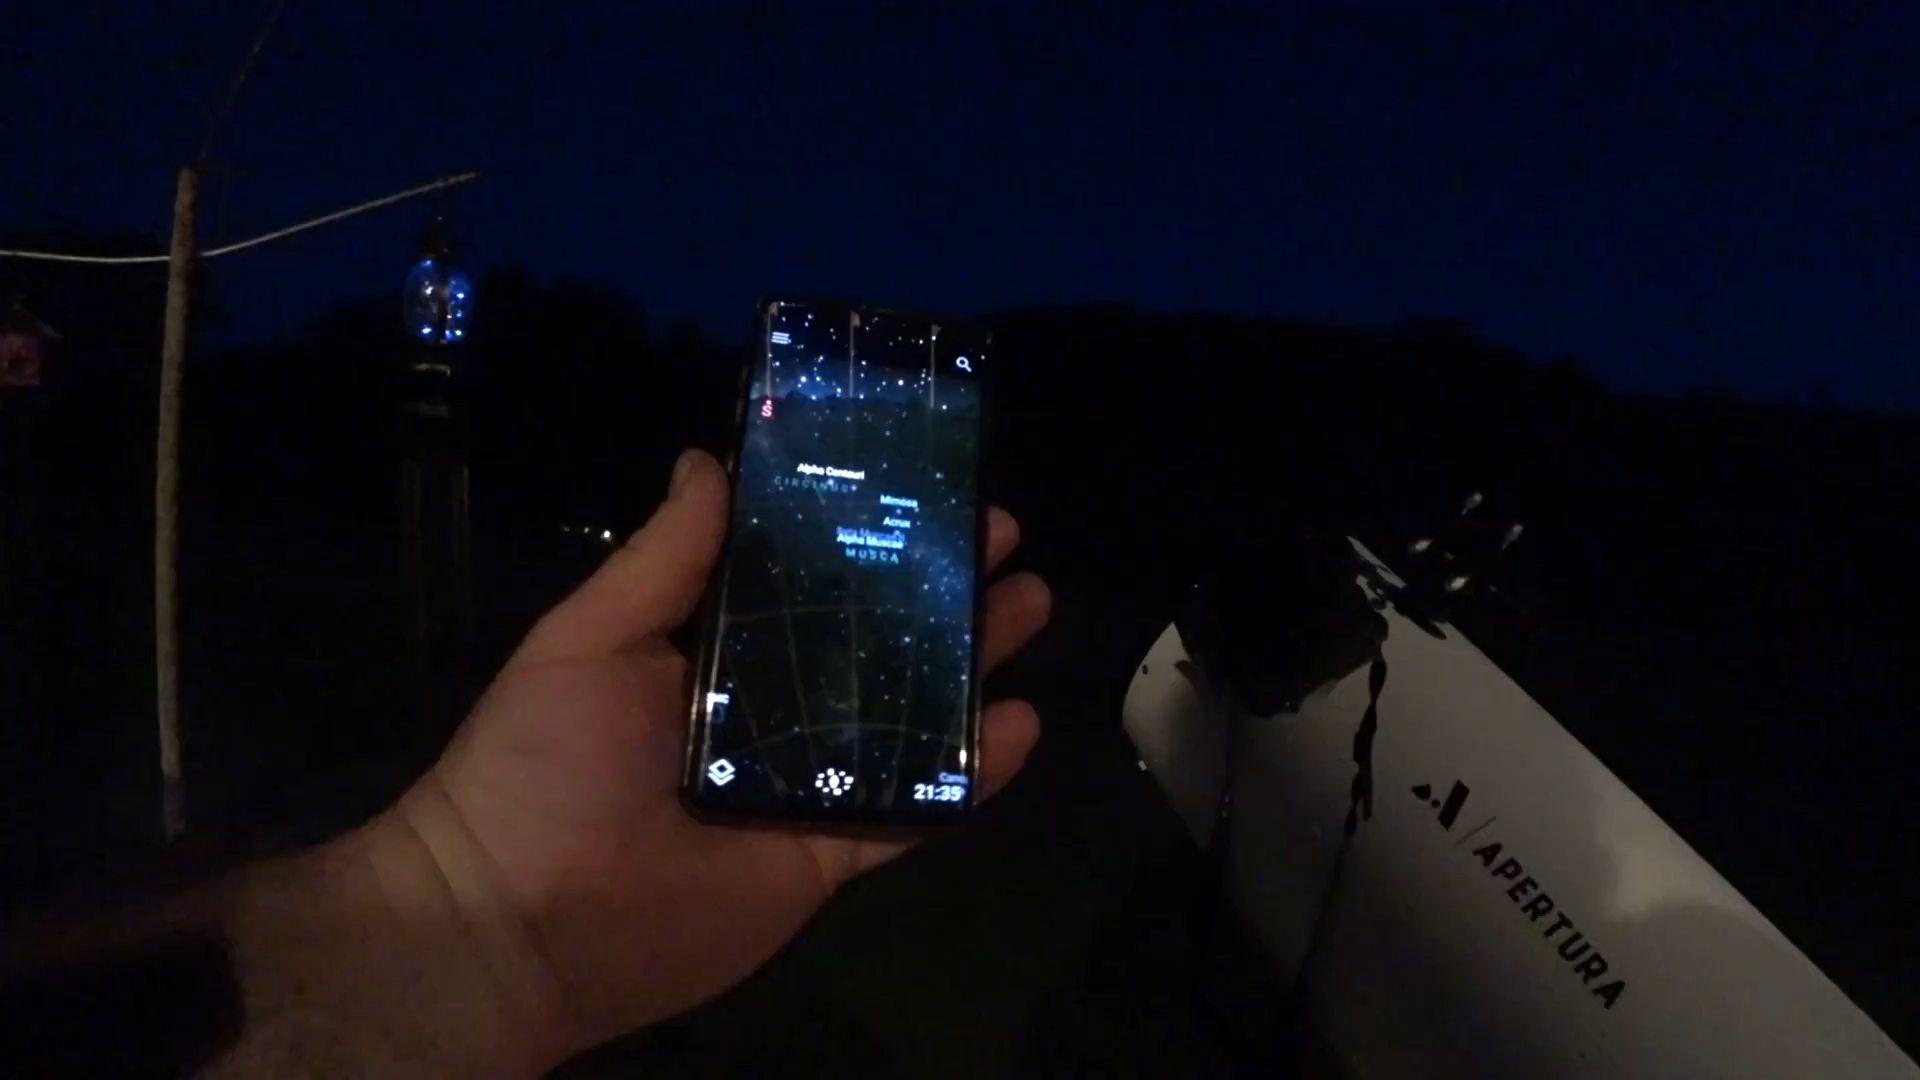 S
Alpha Centauri
CIRCINUS
Mimosa
Acrux
Alpha Muscae
MUSCA
21:35
APERTURA